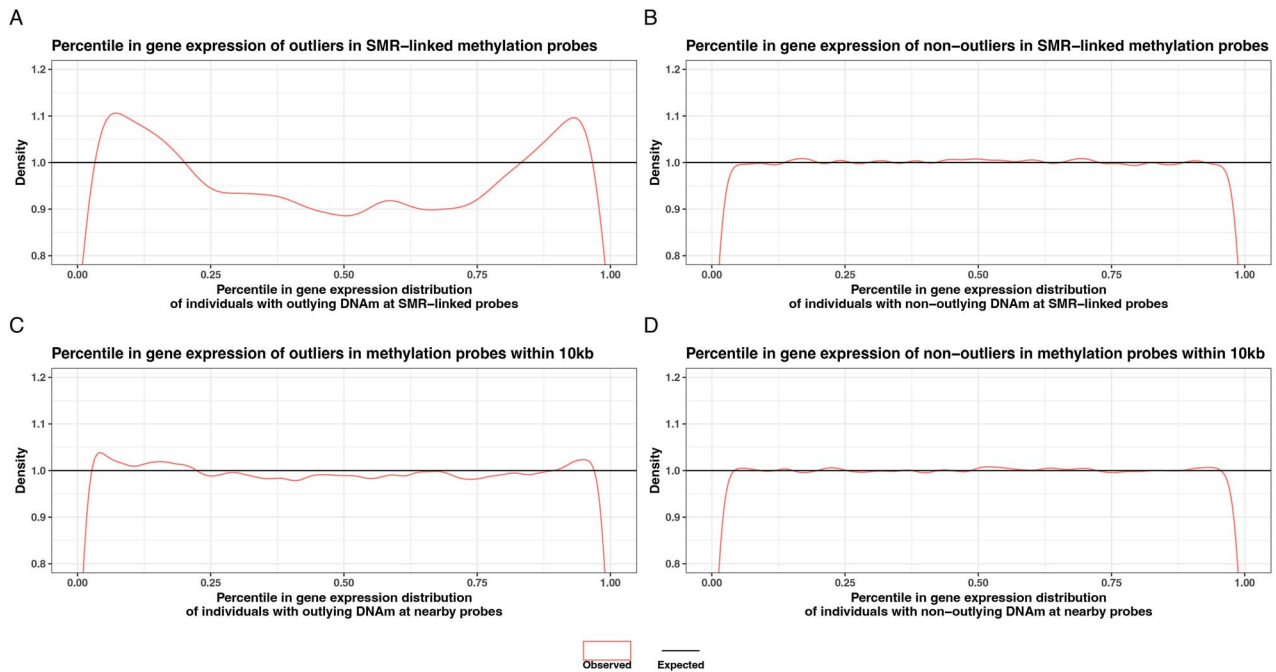 A
Percentile in gene expression of outliers in SMR−linked methylation probes
1.2
1.1
1.0
0.9
0.8
Density
0.00
0.25
0.50
0.75
1.00
Percentile in gene expression distribution
of individuals with outlying DNAm at SMR−linked probes
B
Percentile in gene expression of non−outliers in SMR−linked methylation probes
1.2
1.1
1.0
0.9
0.8
Density
0.00
0.25
0.50
0.75
1.00
Percentile in gene expression distribution
of individuals with non−outlying DNAm at SMR−linked probes
C
Percentile in gene expression of outliers in methylation probes within 10kb
1.2
1.1
1.0
0.9
0.8
Density
0.00
0.25
0.50
0.75
1.00
Percentile in gene expression distribution
of individuals with outlying DNAm at nearby probes
D
Percentile in gene expression of non−outliers in methylation probes within 10kb
1.2
1.1
1.0
0.9
0.8
Density
0.00
0.25
0.50
0.75
1.00
Percentile in gene expression distribution
of individuals with non−outlying DNAm at nearby probes
Observed
Expected